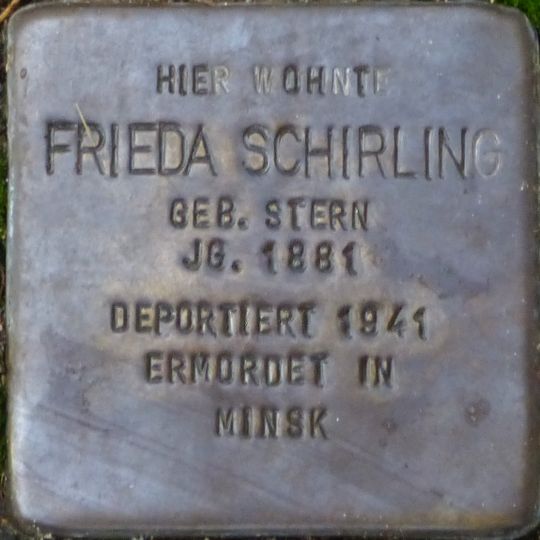 HIER WOHNTE
FRIEDA SCHIRLING
GEB. STERN
JG. 1881
DEPORTIERT 1941
ERMORDET IN
MINSK